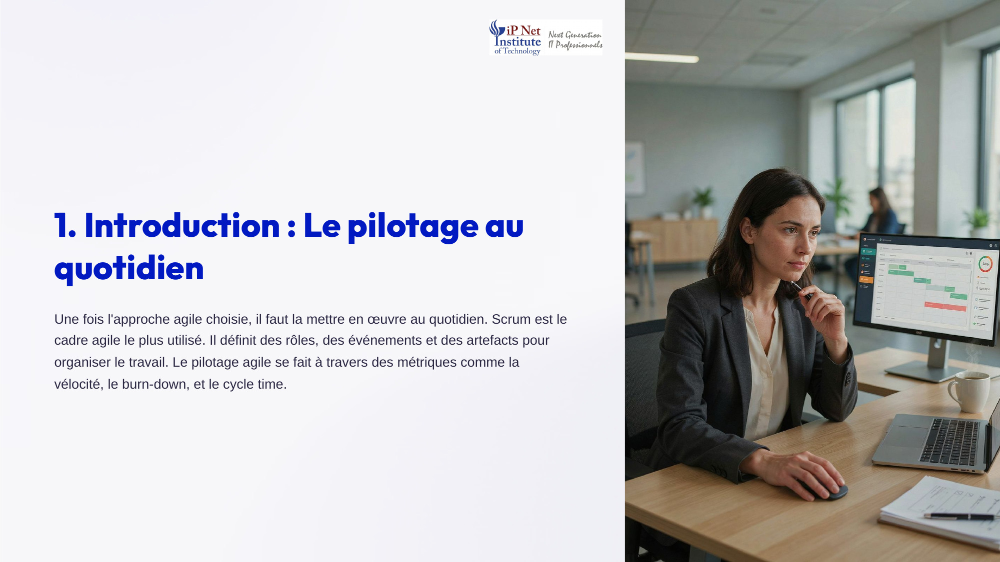 iP Net
Institute
of Technology
Next Generation
IT Professionnels
1. Introduction : Le pilotage au
quotidien
Une fois l'approche agile choisie, il faut la mettre en œuvre au quotidien. Scrum est le
cadre agile le plus utilisé. Il définit des rôles, des événements et des artefacts pour
organiser le travail. Le pilotage agile se fait à travers des métriques comme la
vélocité, le burn-down, et le cycle time.